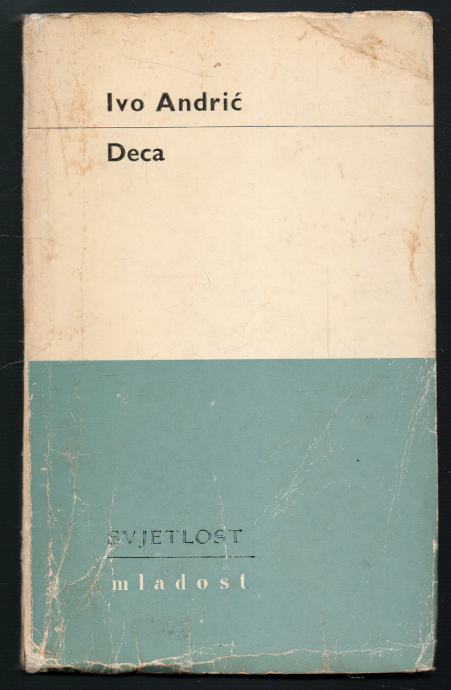 Ivo Andrić
Deca
SVJETLOST
mladost